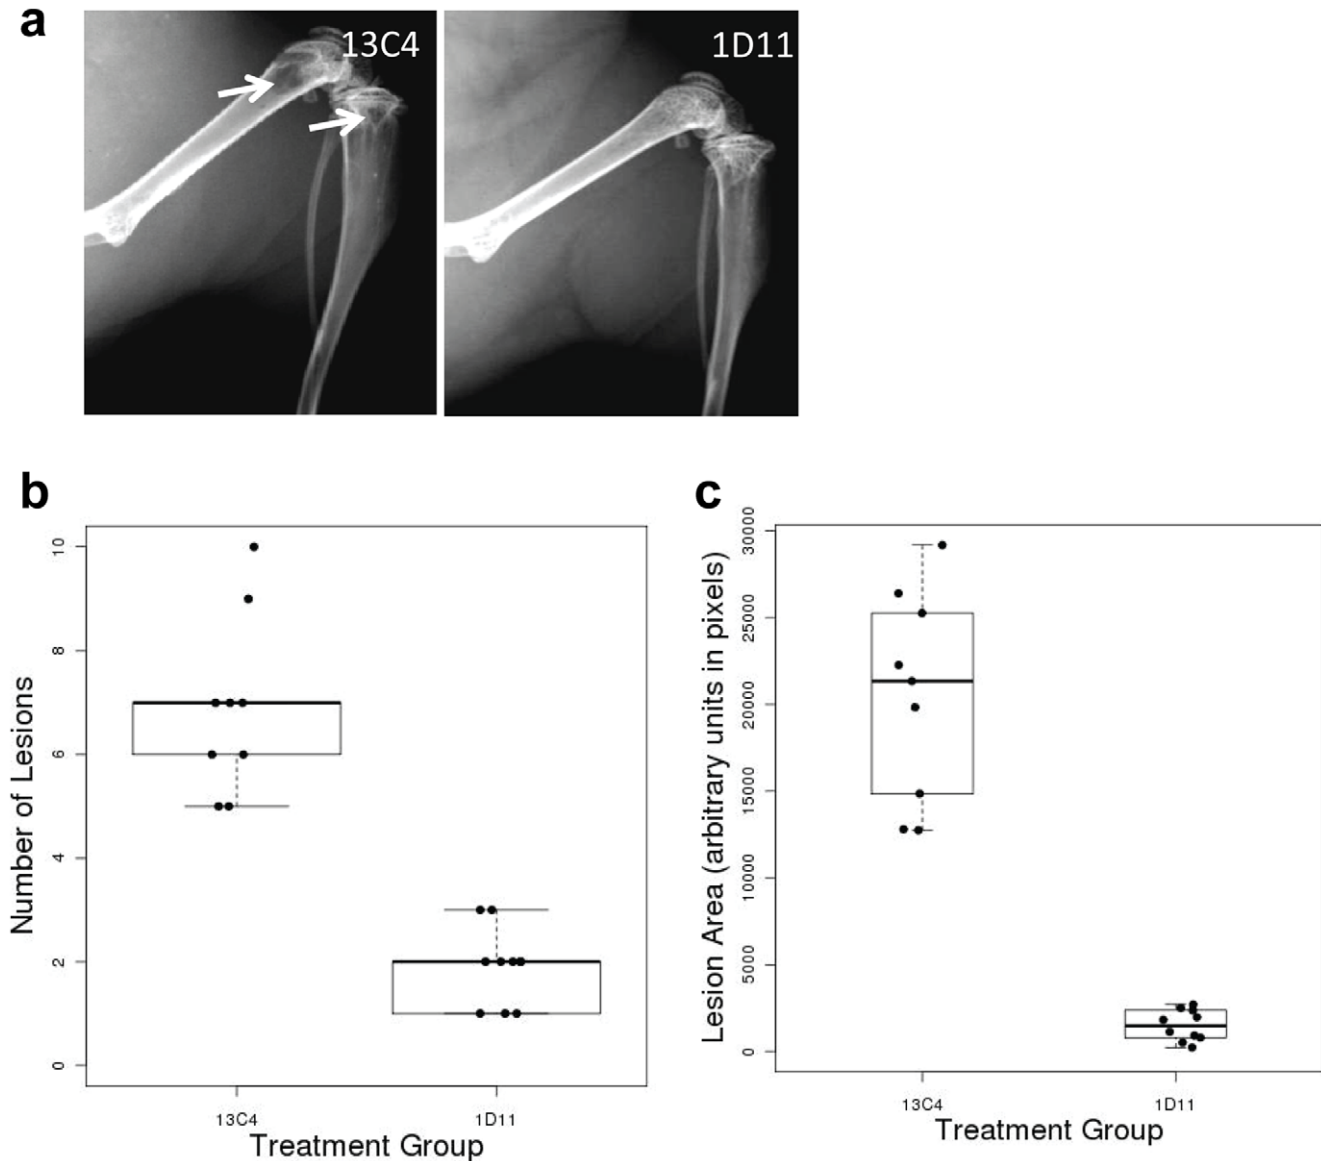 a
13C4
1D11
b
c
Number of Lesions
10
8
6
4
2
0
13C4
1D11
Treatment Group
Lesion Area (arbitrary units in pixels)
30000
25000
20000
15000
10000
5000
0
13C4
1D11
Treatment Group